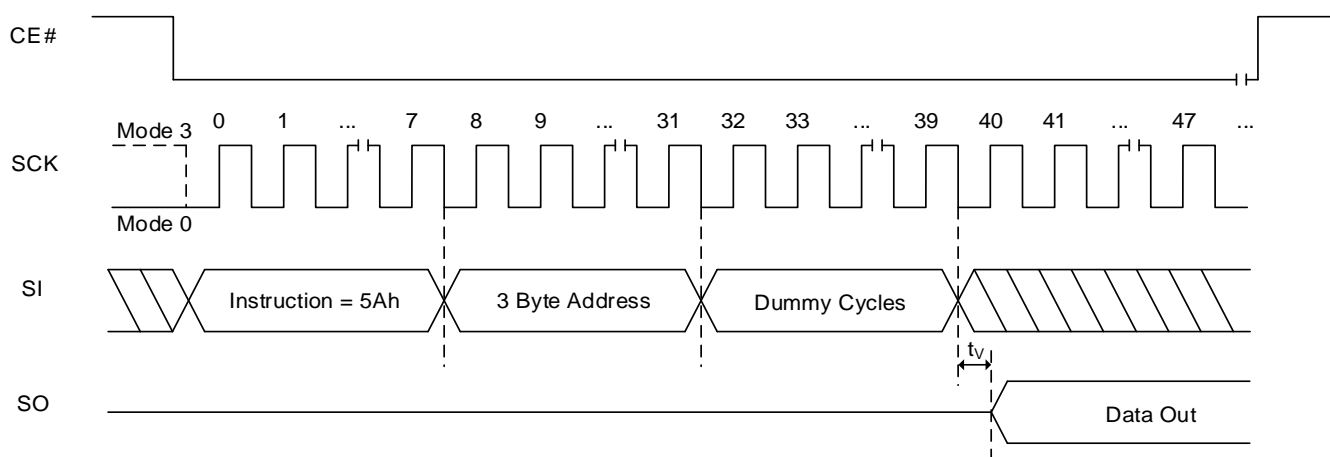 CE#
Mode 3
0 1 ... 7 8 9 ... 31 32 33 ... 39 40 41 ... 47 ...
SCK
Mode 0
SI
Instruction = 5Ah
3 Byte Address
Dummy Cycles
tV
SO
Data Out